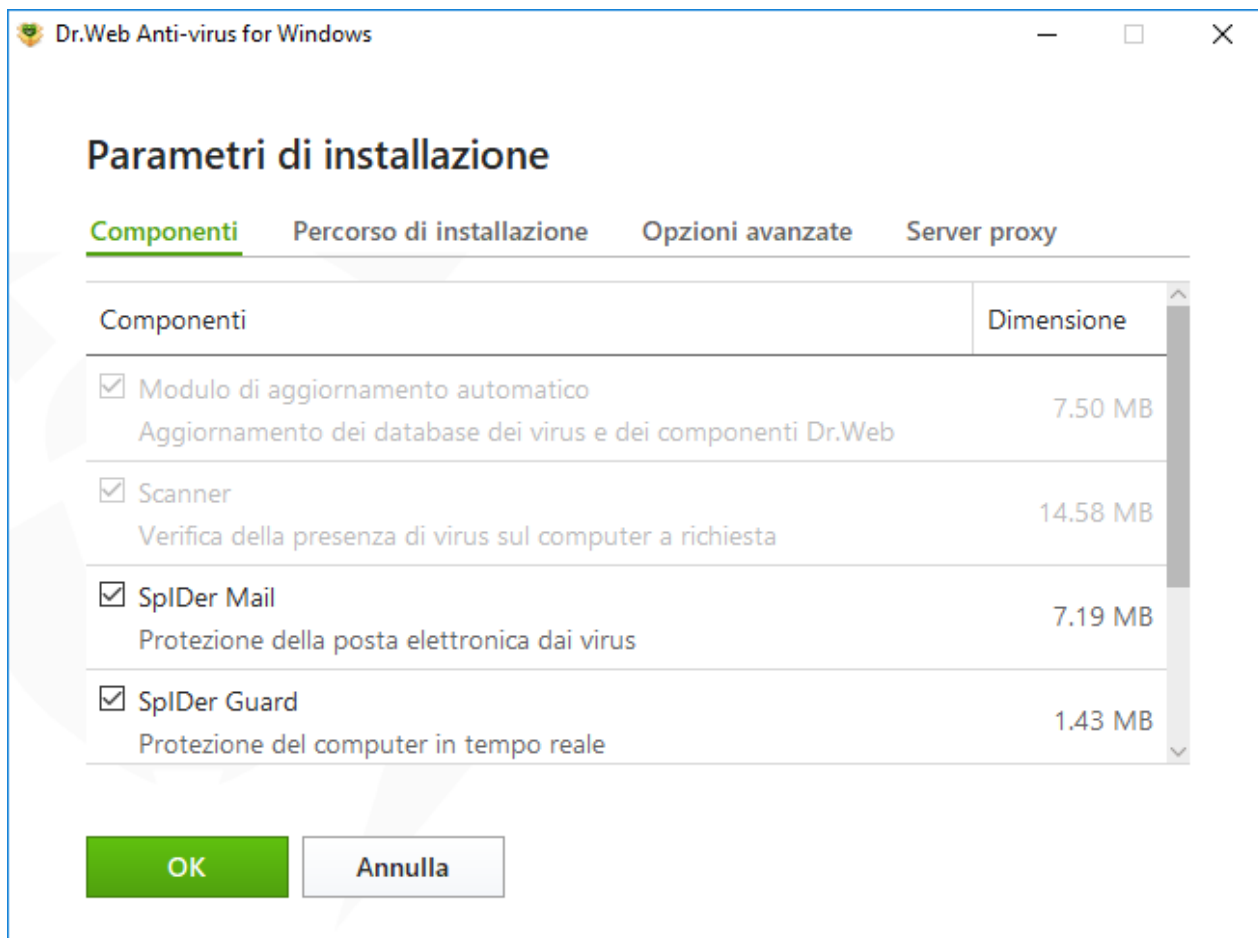 Dr.Web Anti-virus for Windows
Parametri di installazione
Componenti Percorso di installazione Opzioni avanzate Server proxy
Componenti Dimensione
Modulo di aggiornamento automatico
7.50 MB
Aggiornamento dei database dei virus e dei componenti Dr.Web
Scanner
14.58 MB
Verifica della presenza di virus sul computer a richiesta
SpIDer Mail
7.19 MB
Protezione della posta elettronica dai virus
SpIDer Guard
1.43 MB
Protezione del computer in tempo reale
OK Annulla